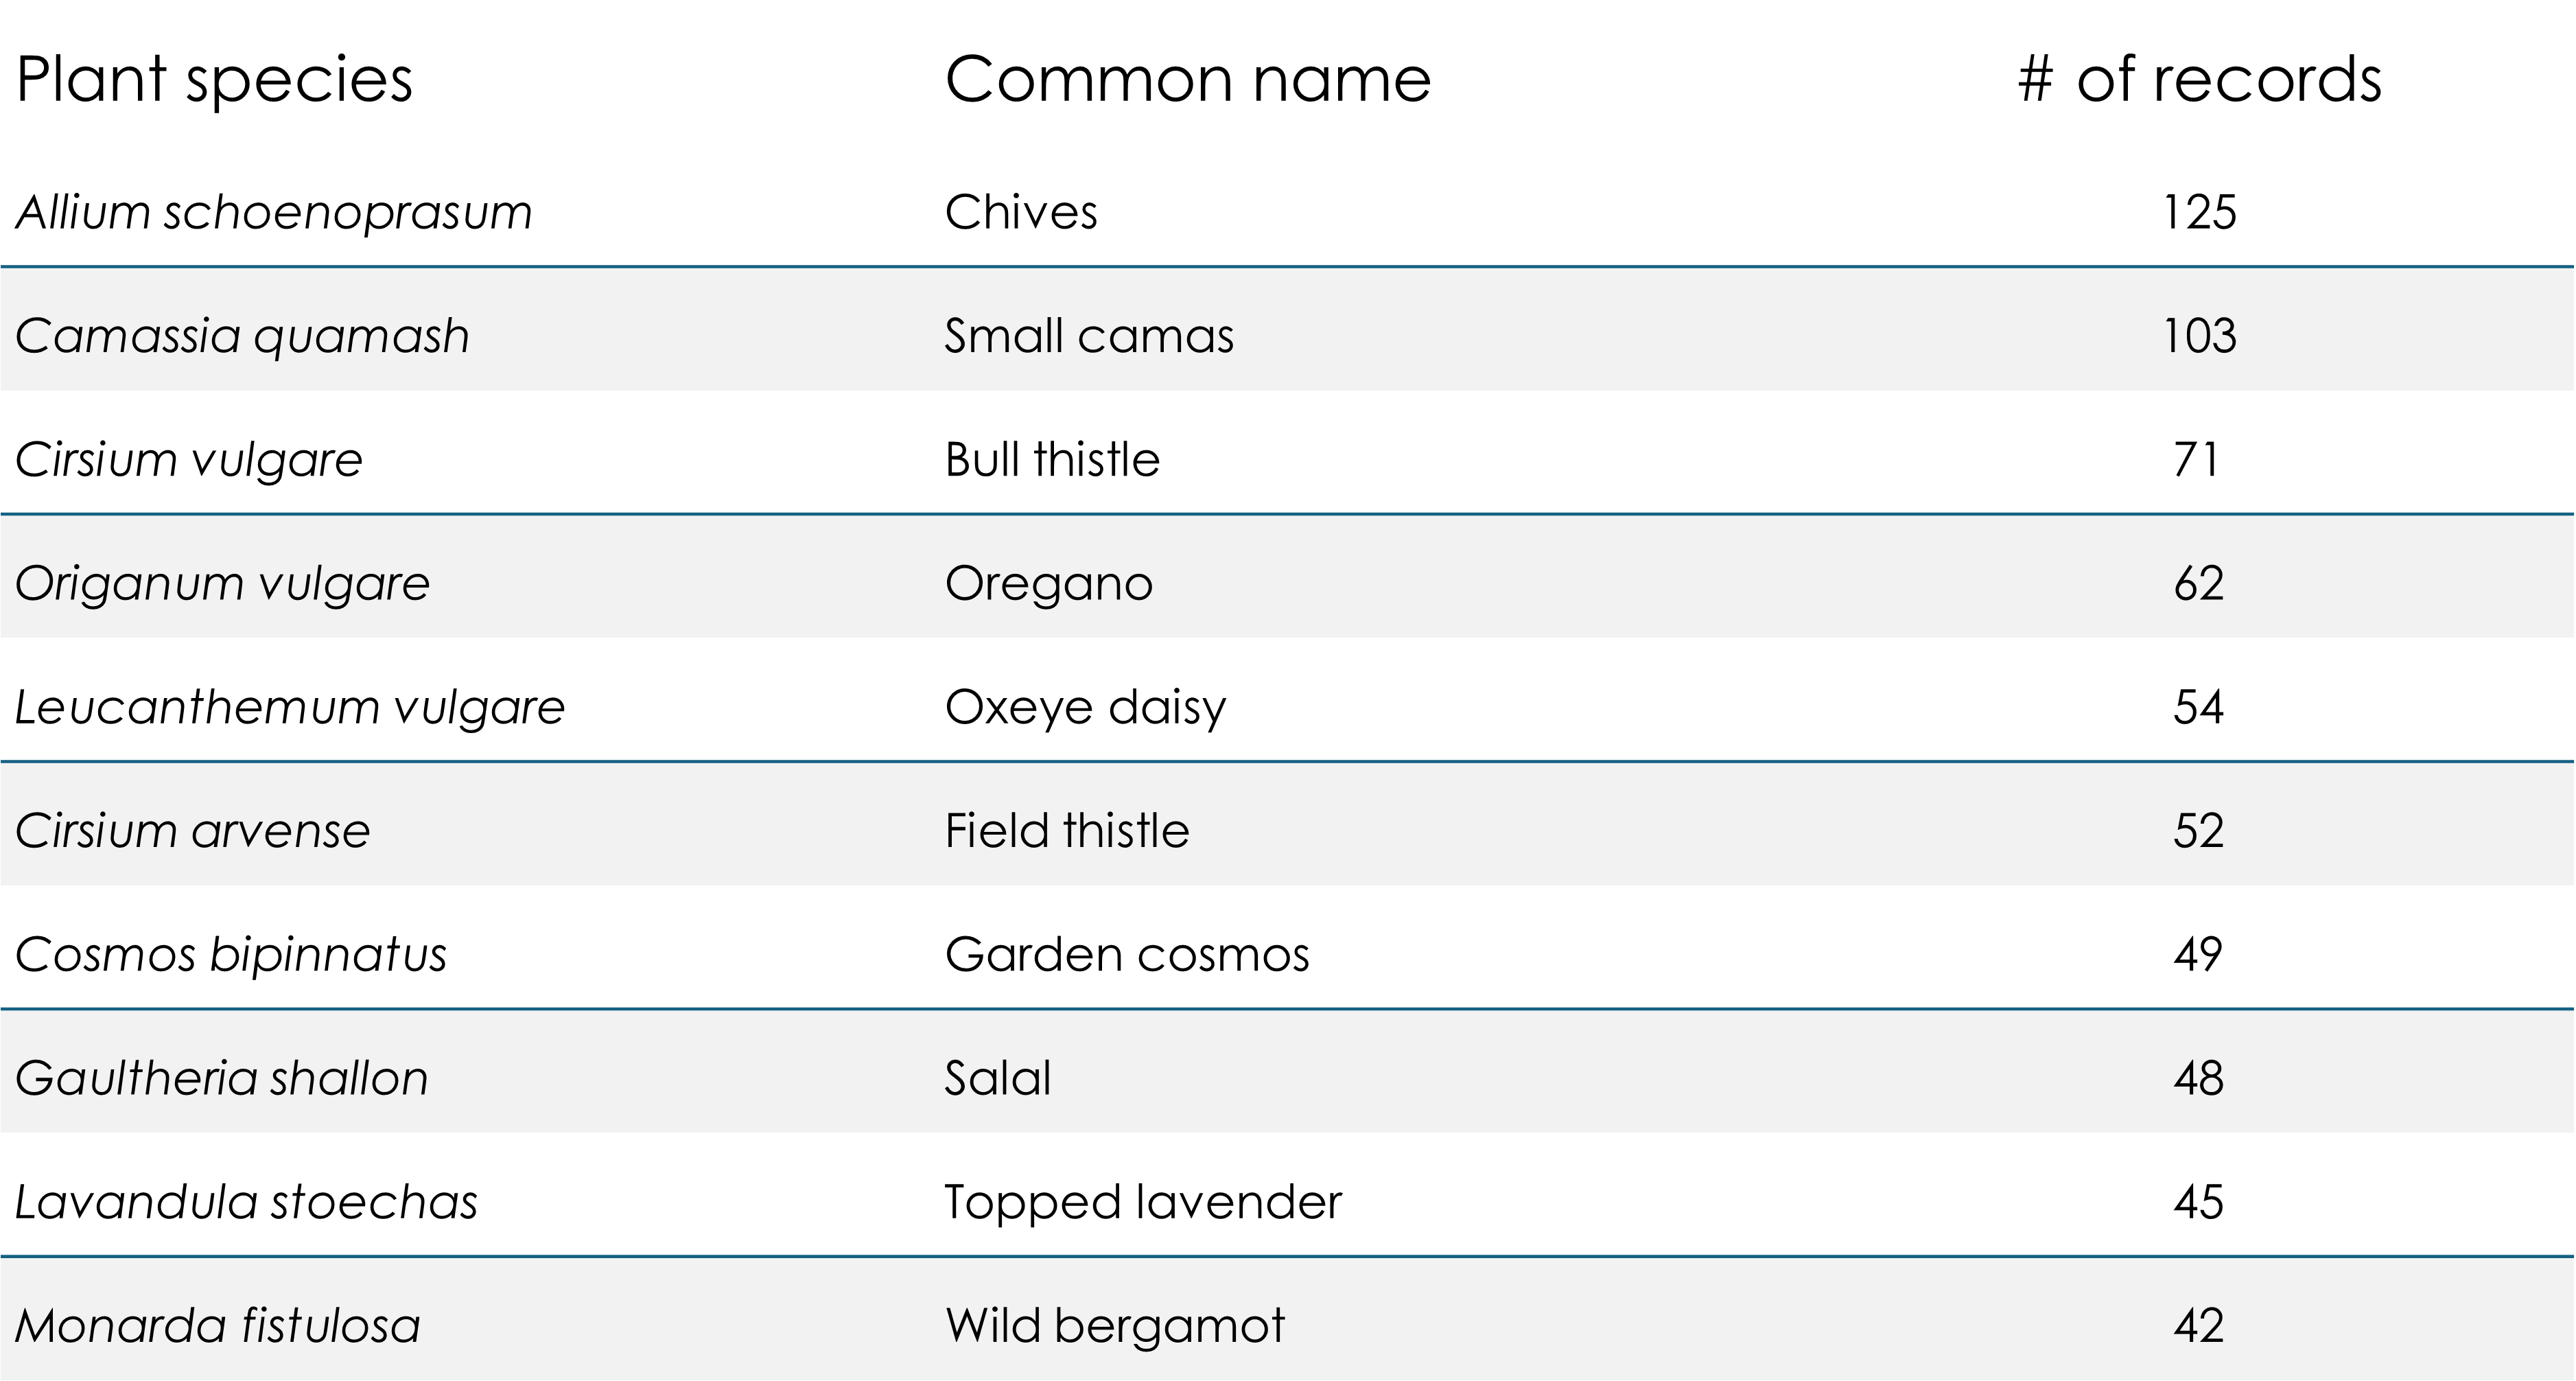 Plant species Common name # of records
Allium schoenoprasum Chives 125
Camassia quamash Small camas 103
Cirsium vulgare Bull thistle 71
Origanum vulgare Oregano 62
Leucanthemum vulgare Oxeye daisy 54
Cirsium arvense Field thistle 52
Cosmos bipinnatus Garden cosmos 49
Gaultheria shallon Salal 48
Lavandula stoechas Topped lavender 45
Monarda fistulosa Wild bergamot 42